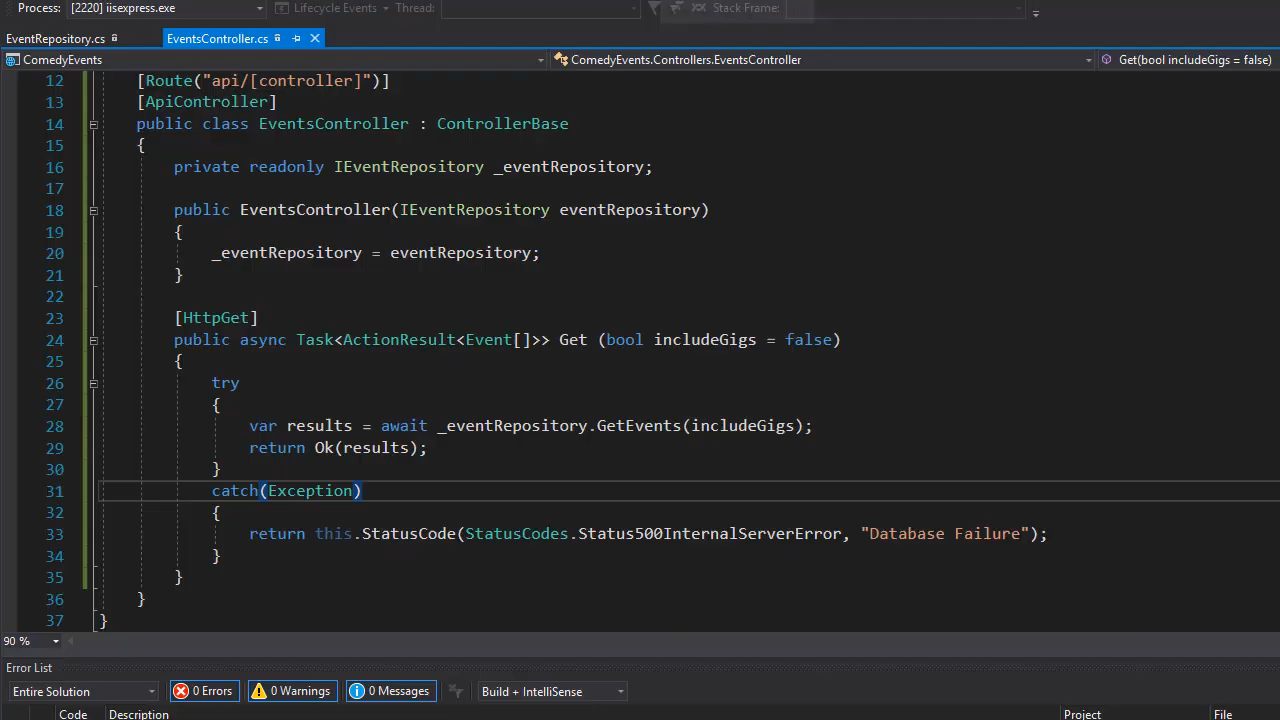 Process: [2220] iisexpress.exe Lifecycle Events Thread: Stack Frame:
EventRepository.cs EventsController.cs
ComedyEvents ComedyEvents.Controllers.EventsController Get(bool includeGigs = false)
12 [Route("api/[controller]")]
13 [ApiController]
14 public class EventsController : ControllerBase
15 {
16 private readonly IEventRepository _eventRepository;
17
18 public EventsController(IEventRepository eventRepository)
19 {
20 _eventRepository = eventRepository;
21 }
22
23 [HttpGet]
24 public async Task<ActionResult<Event[]>> Get (bool includeGigs = false)
25 {
26 try
27 {
28 var results = await _eventRepository.GetEvents(includeGigs);
29 return Ok(results);
30 }
31 catch(Exception)
32 {
33 return this.StatusCode(StatusCodes.Status500InternalServerError, "Database Failure");
34 }
35 }
36 }
37 }
90 %
Error List
Entire Solution 0 Errors 0 Warnings 0 Messages Build + IntelliSense
Code Description Project File